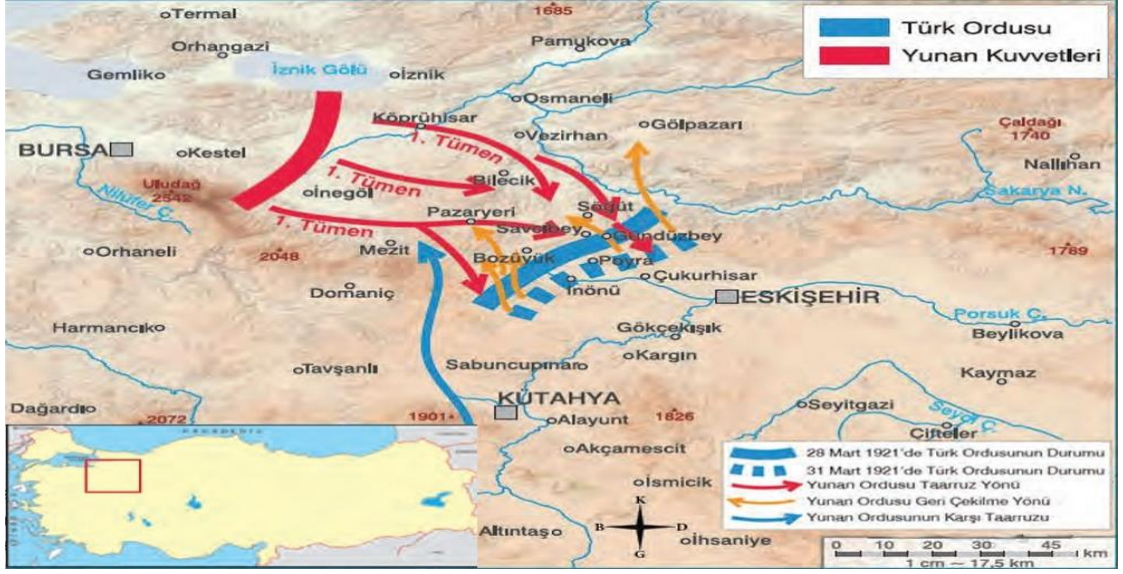 Termal
1685
Türk Ordusu
Yunan Kuvvetleri
Orhangazi
Pamukova
Gemlik
İznik Gölü
İznik
Osmaneli
Köprühisar
Vezirhan
Gölpazarı
Çaldağı
1740
BURSA
Kestel
1. Tümen
Nallıhan
Uludağ
2542
Nilüfer Ç.
İnegöl
1. Tümen
Bilecik
Sakarya N.
Pazaryeri
Söğüt
1. Tümen
Savcıbey
Gündüzbey
Orhaneli
2048
Mezit
Bozüyük
Poyra
1789
Çukurhisar
Domaniç
İnönü
ESKİŞEHİR
Harmancık
Gökçekışık
Porsuk Ç.
Beylikova
Kargın
Tavşanlı
Sabuncupınar
Kaymaz
Dağardı
2072
1901
KÜTAHYA
1826
Seyitgazi
Seydi Ç.
Alayunt
Çifteler
Akçamescit
28 Mart 1921'de Türk Ordusunun Durumu
31 Mart 1921'de Türk Ordusunun Durumu
Yunan Ordusu Taarruz Yönü
Yunan Ordusu Geri Çekilme Yönü
Yunan Ordusunun Karşı Taarruzu
İsmicik
K
B D
G
Altıntaş
İhsaniye
0 10 20 30 45 km
1 cm ~ 17,5 km